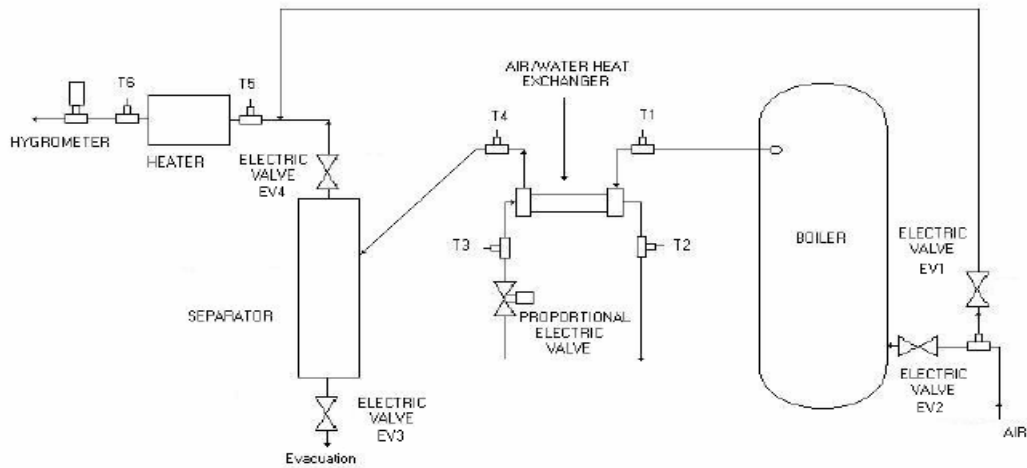 AIR/WATER HEAT
EXCHANGER
T6
T5
T4
T1
HYGROMETER
HEATER
ELECTRIC
VALVE
EV4
T3
T2
BOILER
ELECTRIC
VALVE
EV1
SEPARATOR
PROPORTIONAL
ELECTRIC
VALVE
ELECTRIC
VALVE
EV2
ELECTRIC
VALVE
EV3
AIR
Evacuation